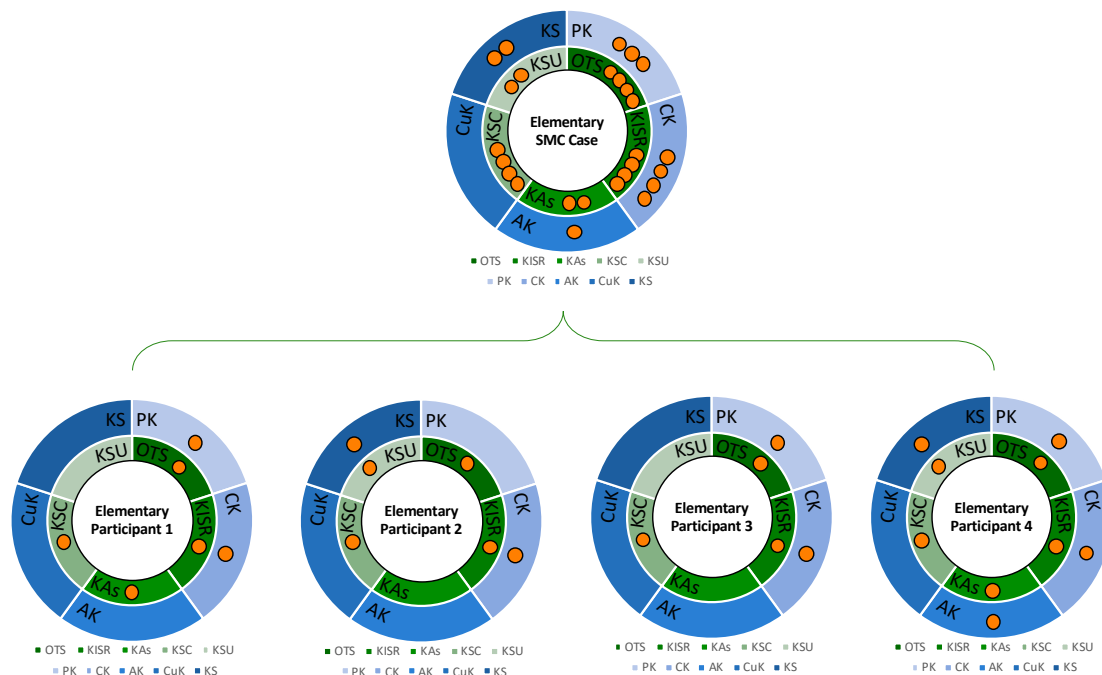 KS PK
KSU OTS
CuK CK
KSC KISR
Elementary
SMC Case
KAs
AK
OTS KISR KAs KSC KSU
PK CK AK CuK KS
KS PK
KSU OTS
CuK CK
KSC KISR
Elementary
Participant 1
KAs
AK
OTS KISR KAs KSC KSU
PK CK AK CuK KS
KS PK
KSU OTS
CuK CK
KSC KISR
Elementary
Participant 2
KAs
AK
OTS KISR KAs KSC KSU
PK CK AK CuK KS
KS PK
KSU OTS
CuK CK
KSC KISR
Elementary
Participant 3
KAs
AK
OTS KISR KAs KSC KSU
PK CK AK CuK KS
KS PK
KSU OTS
CuK CK
KSC KISR
Elementary
Participant 4
KAs
AK
OTS KISR KAs KSC KSU
PK CK AK CuK KS